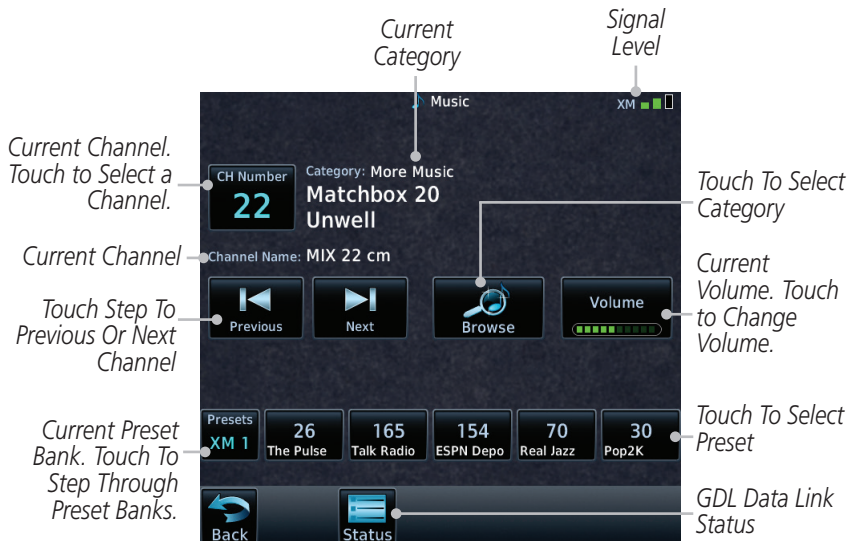 Current
Category
Signal
Level
Music
XM
Current Channel.
Touch to Select a
Channel.
CH Number
22
Category: More Music
Matchbox 20
Unwell
Touch To Select
Category
Current Channel
Channel Name: MIX 22 cm
Touch Step To
Previous Or Next
Channel
Previous
Next
Browse
Volume
Current
Volume. Touch
to Change
Volume.
Current Preset
Bank. Touch To
Step Through
Preset Banks.
Presets
XM 1
26
The Pulse
165
Talk Radio
154
ESPN Depo
70
Real Jazz
30
Pop2K
Touch To Select
Preset
Back
Status
GDL Data Link
Status